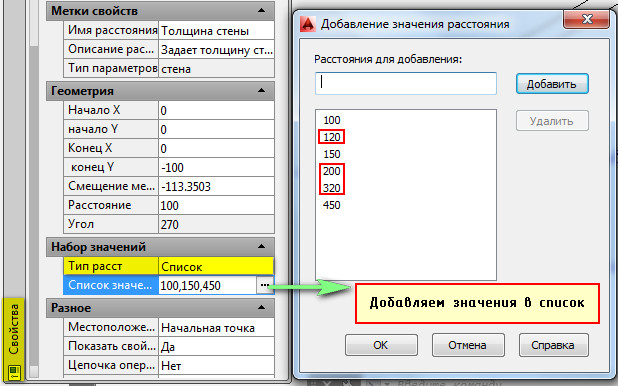 Метки свойств
Имя расстояния Толщина стены
Описание рас... Задает толщину ст...
Тип параметров стена
Геометрия
Начало X 0
начало Y 0
Конец X 0
конец Y -100
Смещение ме... -113.3503
Расстояние 100
Угол 270
Набор значений
Тип расст Список
Список значе... 100,150,450 ...
Разное
Местоположе... Начальная точка
Показать свой... Да
Цепочка опер... Нет
Свойства
Добавление значения расстояния
Расстояния для добавления:
Добавить
100
120
150
200
320
450
Удалить
Добавляем значения в список
OK
Отмена
Справка
Введите команду